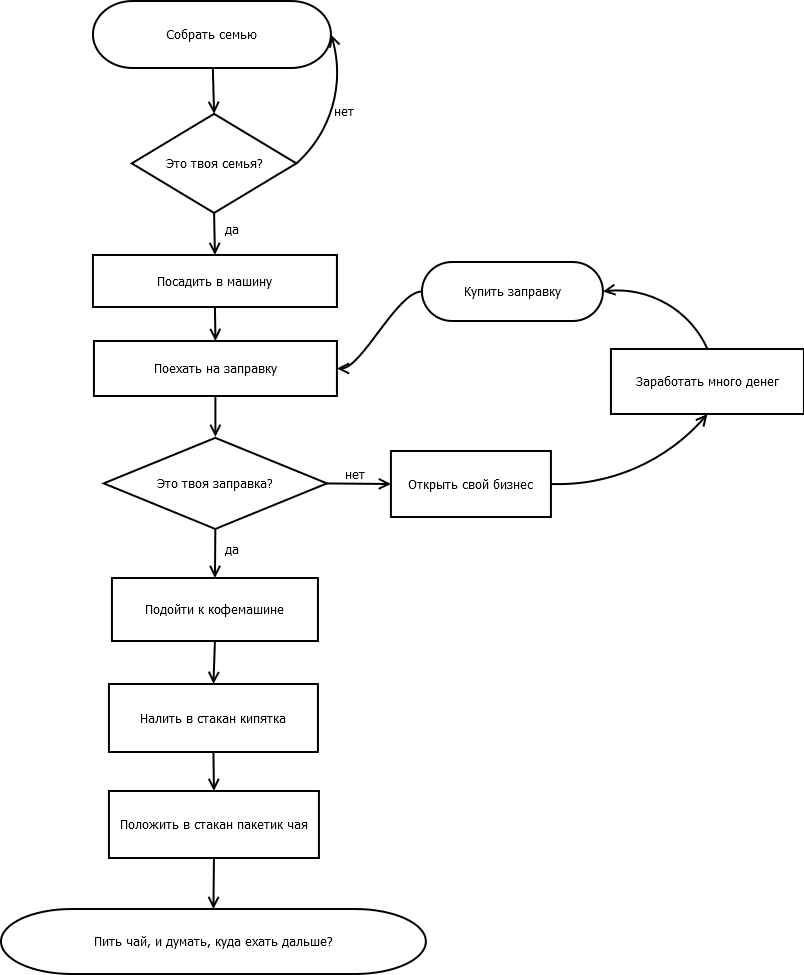 Собрать семью
нет
Это твоя семья?
да
Посадить в машину
Купить заправку
Поехать на заправку
Заработать много денег
нет
Это твоя заправка?
Открыть свой бизнес
да
Подойти к кофемашине
Налить в стакан кипятка
Положить в стакан пакетик чая
Пить чай, и думать, куда ехать дальше?